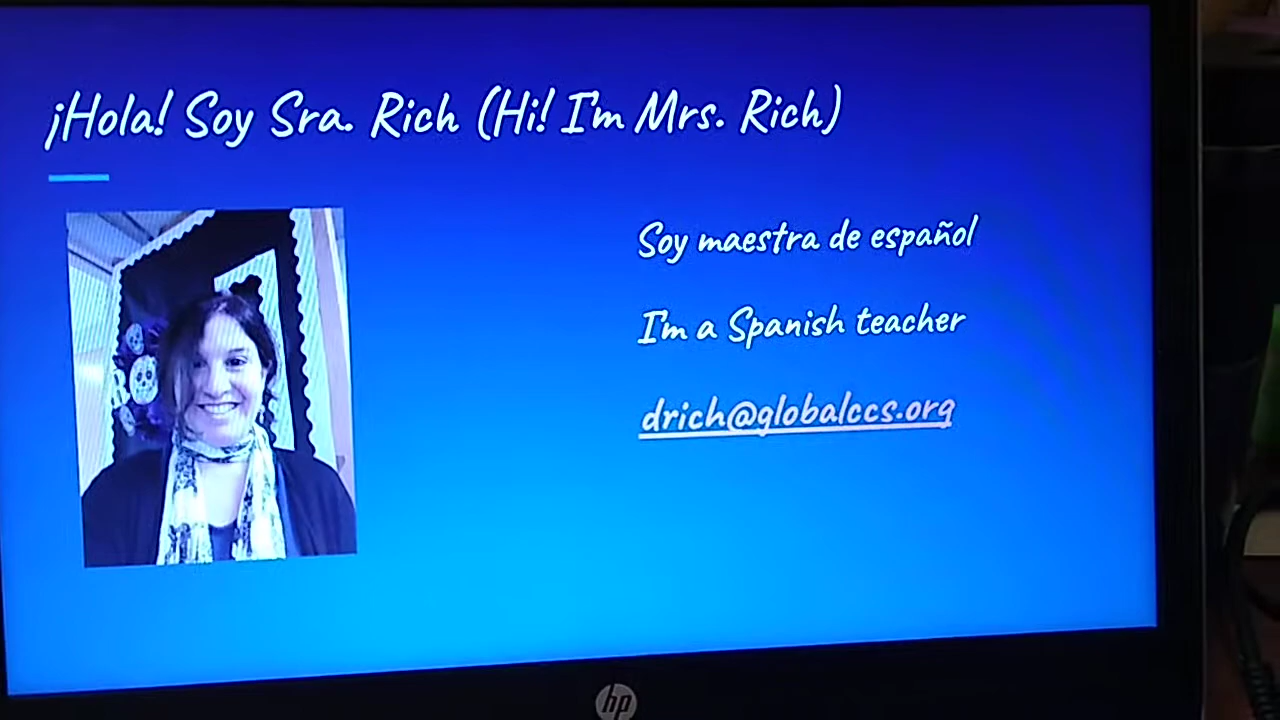 ¡Hola! Soy Sra. Rich (Hi! I'm Mrs. Rich)
Soy maestra de español
I'm a Spanish teacher
drich@globalccs.org
hp